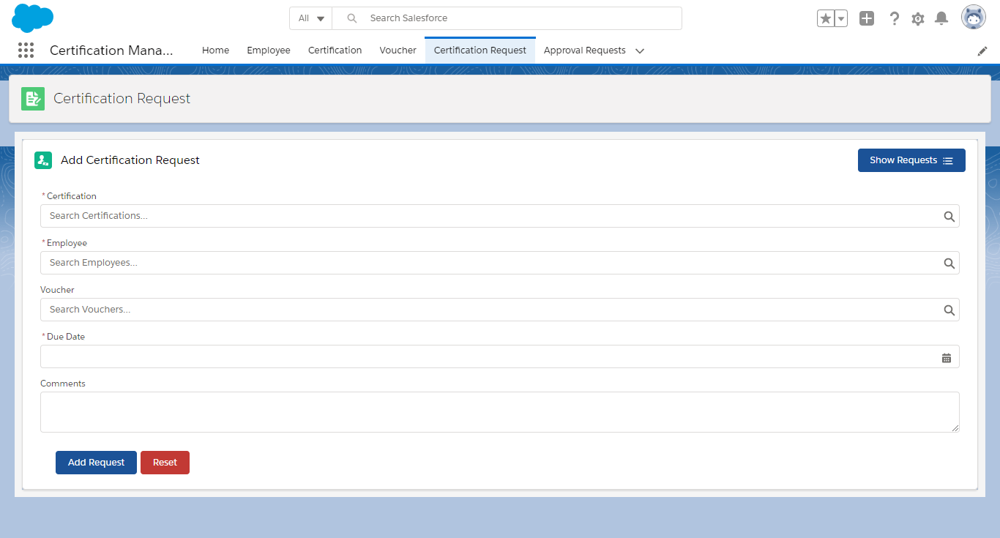 All
Search Salesforce
Certification Mana...
Home
Employee
Certification
Voucher
Certification Request
Approval Requests
Certification Request
Add Certification Request
Show Requests
* Certification
Search Certifications...
* Employee
Search Employees...
Voucher
Search Vouchers...
* Due Date
Comments
Add Request
Reset